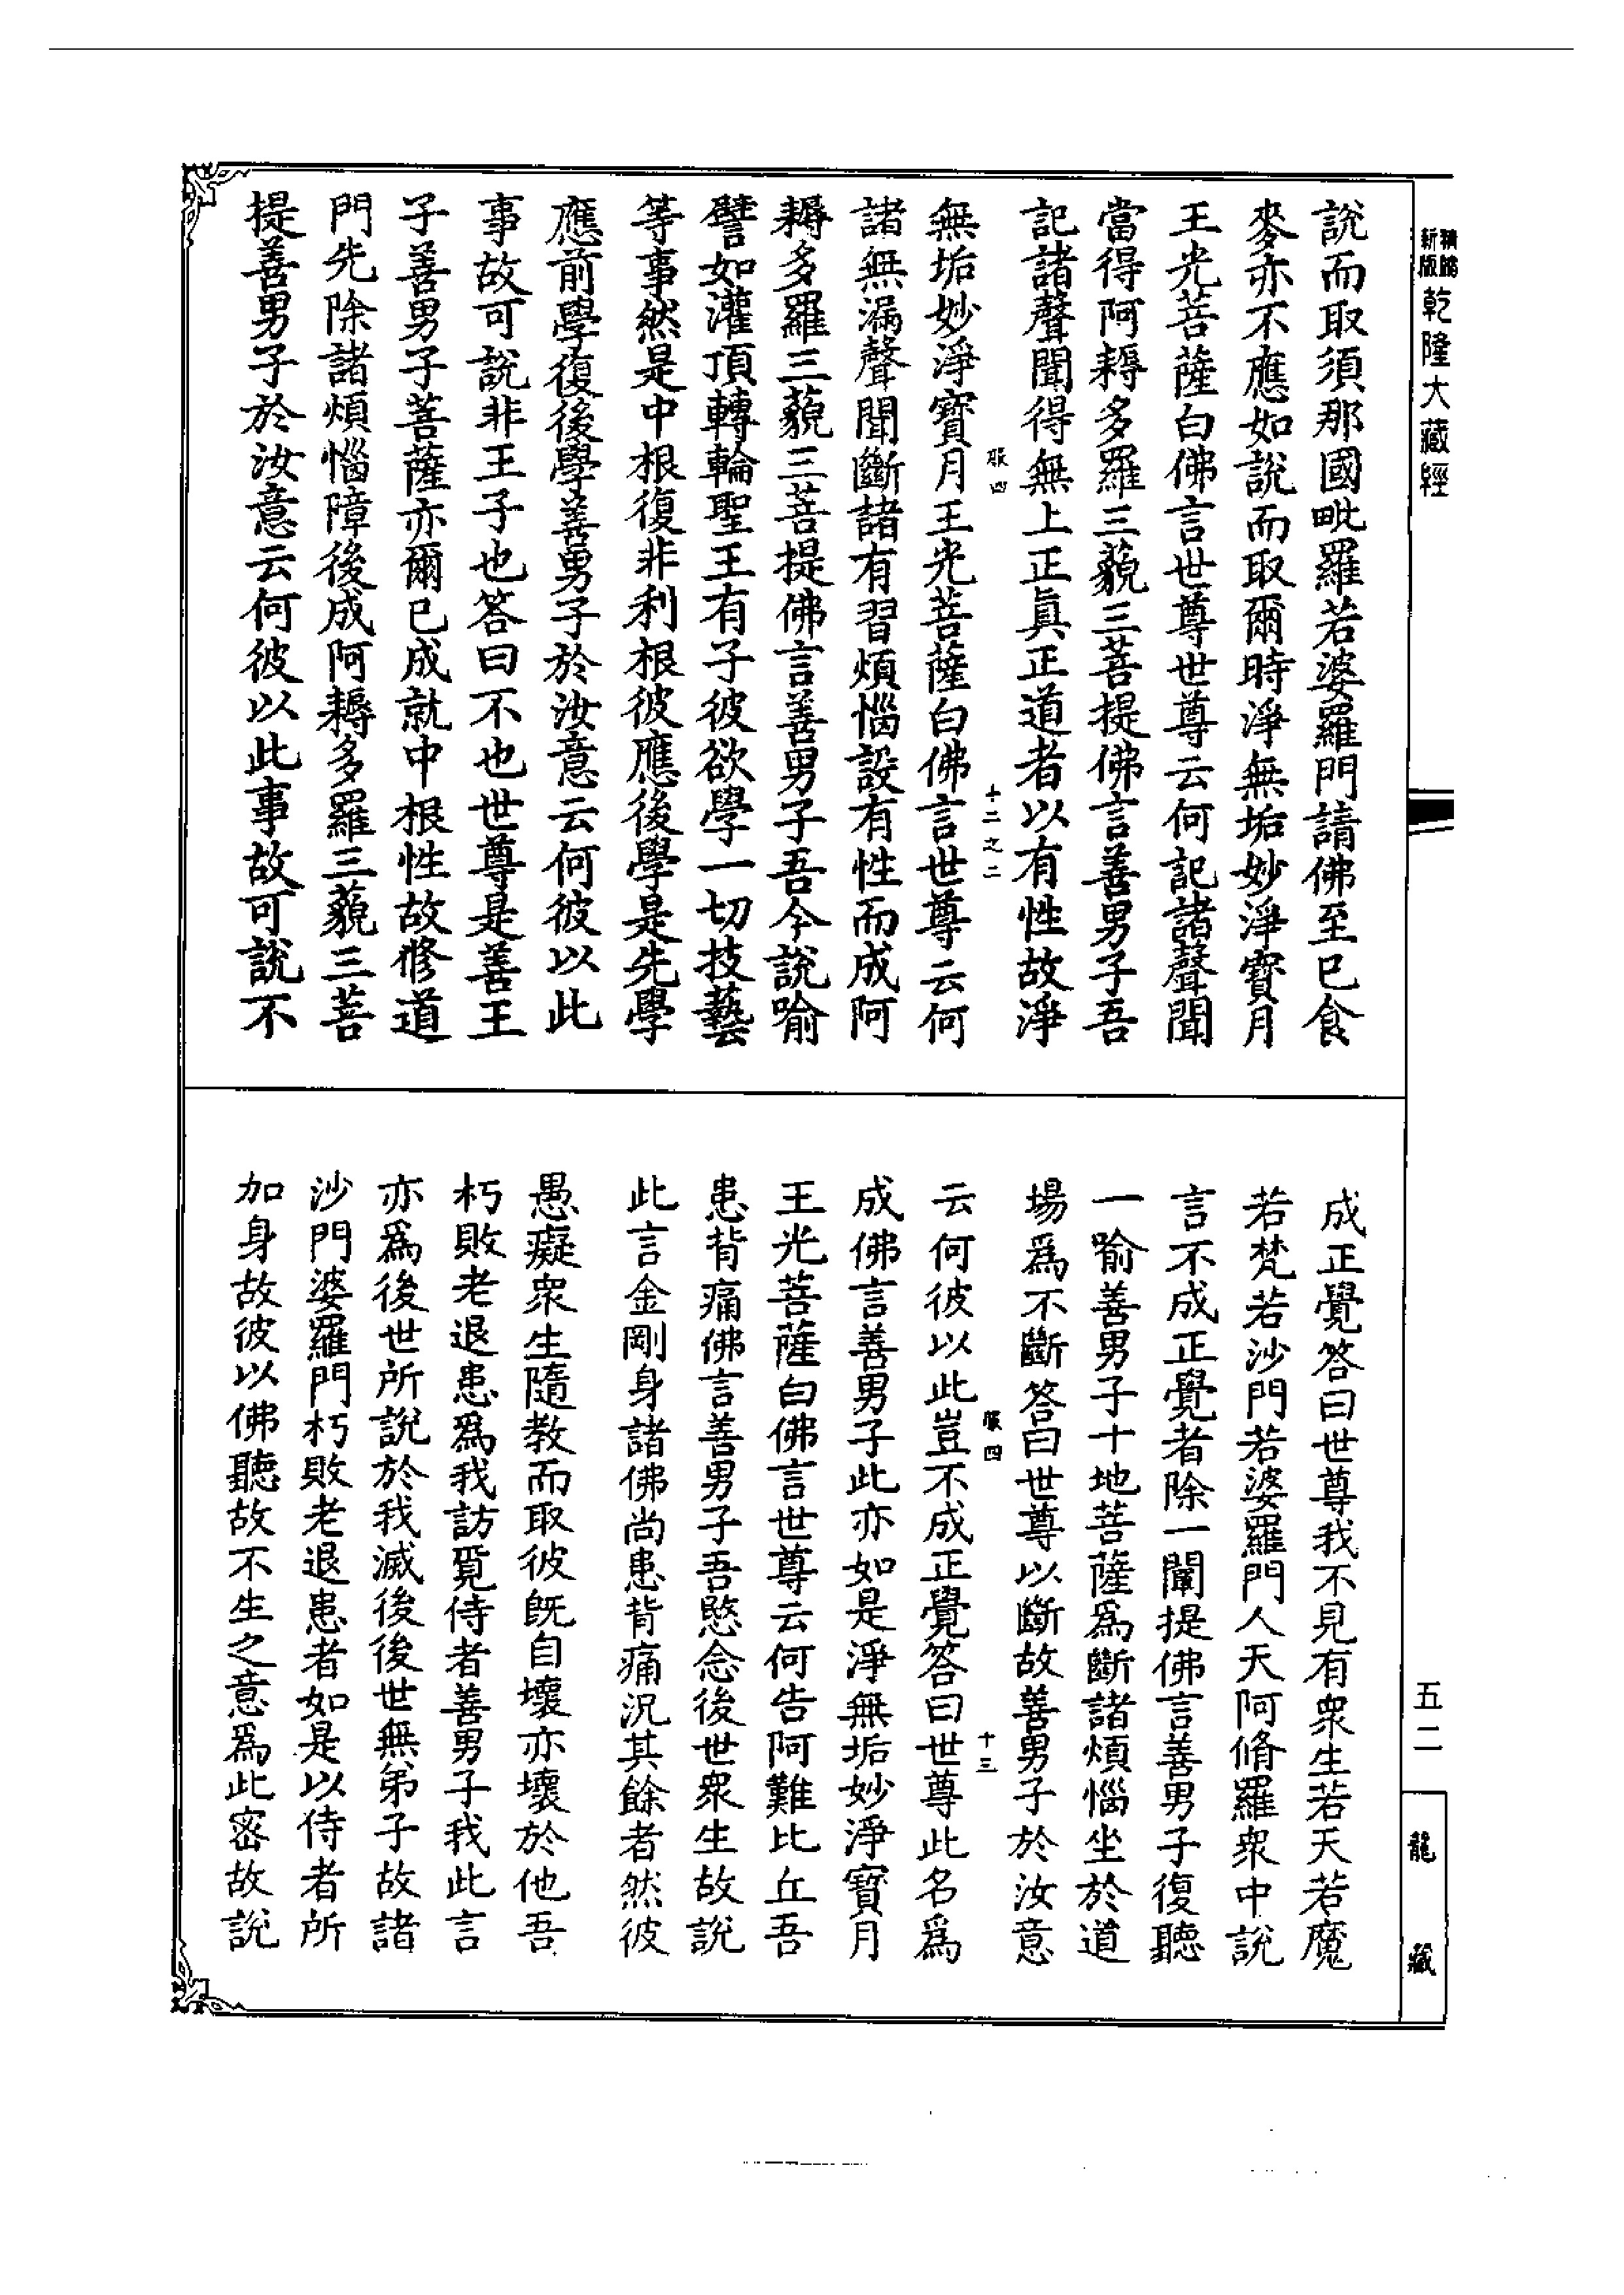 精縮新版乾隆大藏經
說而取須那國毗羅若婆羅門請佛至已食
麥亦不應如說而取爾時淨無垢妙淨寶月
王光菩薩白佛言世尊世尊云何記諸聲聞
當得阿耨多羅三藐三菩提佛言善男子吾
記諸聲聞得無上正眞正道者以有性故淨
服四 十二之二
無垢妙淨寶月王光菩薩白佛言世尊云何
諸無漏聲聞斷諸有習煩惱設有性而成阿
耨多羅三藐三菩提佛言善男子吾今說喻
譬如灌頂轉輪聖王有子彼欲學一切技藝
等事然是中根復非利根彼應後學是先學
應前學復後學善男子於汝意云何彼以此
事故可說非王子也答曰不也世尊是善王
子善男子菩薩亦爾已成就中根性故修道
門先除諸煩惱障後成阿耨多羅三藐三菩
提善男子於汝意云何彼以此事故可說不
成正覺答曰世尊我不見有衆生若天若魔
若梵若沙門若婆羅門人天阿脩羅衆中說
言不成正覺者除一闡提佛言善男子復聽
一喻善男子十地菩薩爲斷諸煩惱坐於道
場爲不斷答曰世尊以斷故善男子於汝意
服四 十三
云何彼以此豈不成正覺答曰世尊此名爲
成佛言善男子此亦如是淨無垢妙淨寶月
王光菩薩白佛言世尊云何告阿難比丘吾
患背痛佛言善男子吾愍念後世衆生故說
此言金剛身諸佛尚患背痛況其餘者然彼
愚癡衆生隨教而取彼旣自壞亦壞於他吾
朽敗老退患爲我訪覓侍者善男子我此言
亦爲後世所說於我滅後後世無弟子故諸
沙門婆羅門朽敗老退患者如是以侍者所
加身故彼以佛聽故不生之意爲此密故說
五二
龍藏